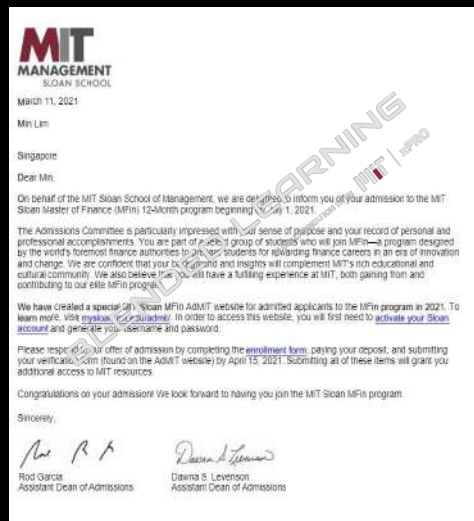 MIT
MANAGEMENT
SLOAN SCHOOL
March 11, 2021
Min Lim
Singapore
Dear Min,
On behalf of the MIT Sloan School of Management, we are delighted to inform you of your admission to the MIT
Sloan Master of Finance (MFin) 12-Month program beginning July 1, 2021.
The Admissions Committee is particularly impressed with your sense of purpose and your record of personal and
professional accomplishments. You are part of a select group of students who will join MFin—a program designed
by the world's foremost finance authorities to students for rewarding finance careers in an era of innovation
and change. We are confident that your background and insights will complement MIT's rich educational and
cultural community. We also believe that you will have a fulfilling experience at MIT, both gaining from and
contributing to our elite MFin program.
We have created a special MIT Sloan MFin AdMIT website for admitted applicants to the MFin program in 2021. To
learn more, visit In order to access this website, you will first need to activate your Sloan
account and generate your username and password.
Please respond to our offer of admission by completing the enrollment form, paying your deposit, and submitting
your verification form (found on the AdMIT website) by April 15, 2021. Submitting all of these items will grant you
additional access to MIT resources.
Congratulations on your admission! We look forward to having you join the MIT Sloan MFin program.
Sincerely,
Rod Garcia
Assistant Dean of Admissions
Dawna S. Levenson
Assistant Dean of Admissions
BLENDED LEARNING
MIT | xPRO